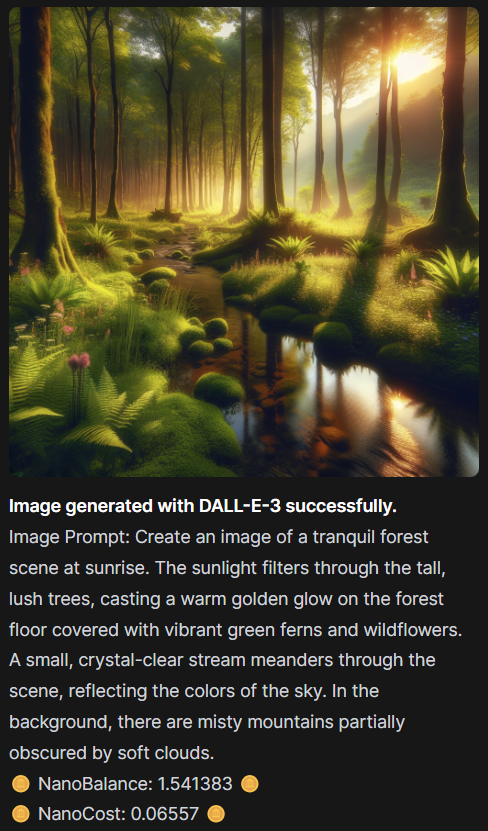 Image generated with DALL-E-3 successfully.
Image Prompt: Create an image of a tranquil forest
scene at sunrise. The sunlight filters through the tall,
lush trees, casting a warm golden glow on the forest
floor covered with vibrant green ferns and wildflowers.
A small, crystal-clear stream meanders through the
scene, reflecting the colors of the sky. In the
background, there are misty mountains partially
obscured by soft clouds.
🪙 NanoBalance: 1.541383 🪙
🪙 NanoCost: 0.06557 🪙